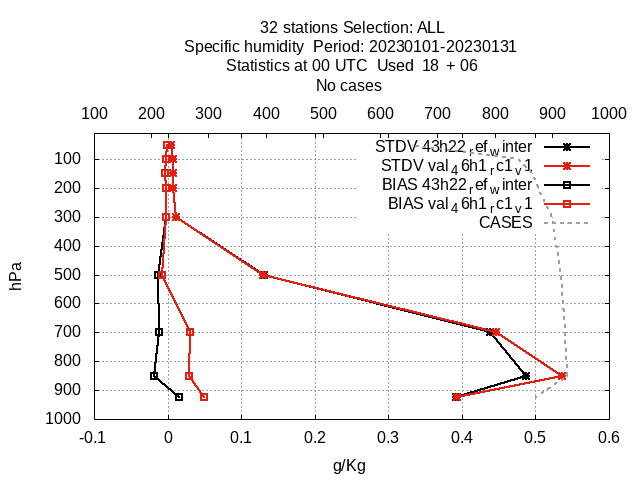 32 stations Selection: ALL
Specific humidity  Period: 20230101-20230131
Statistics at 00 UTC  Used  18  + 06
No cases
100 200 300 400 500 600 700 800 900 1000
STDV 43h22_ref_winter
STDV val_46h1_rc1_v1
BIAS 43h22_ref_winter
BIAS val_46h1_rc1_v1
CASES
hPa
100
200
300
400
500
600
700
800
900
1000
-0.1 0 0.1 0.2 0.3 0.4 0.5 0.6
g/Kg